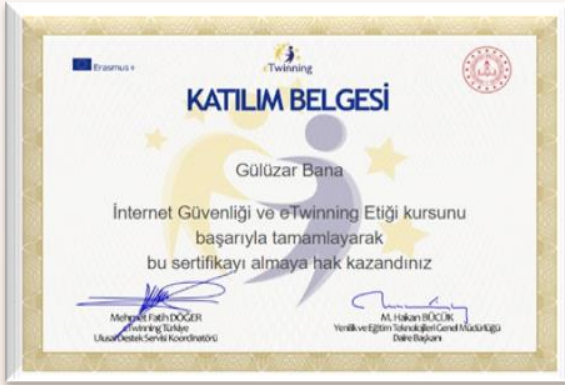 Erasmus+
eTwinning
KATILIM BELGESİ
Gülüzar Bana
İnternet Güvenliği ve eTwinning Etiği kursunu
başarıyla tamamlayarak
bu sertifikayı almaya hak kazandınız
Mehmet Fatih DÖĞER
eTwinning Türkiye
Ulusal Destek Servisi Koordinatörü
M. Hakan BÜCÜK
Yenilik ve Eğitim Teknolojileri Genel Müdürlüğü
Daire Başkanı